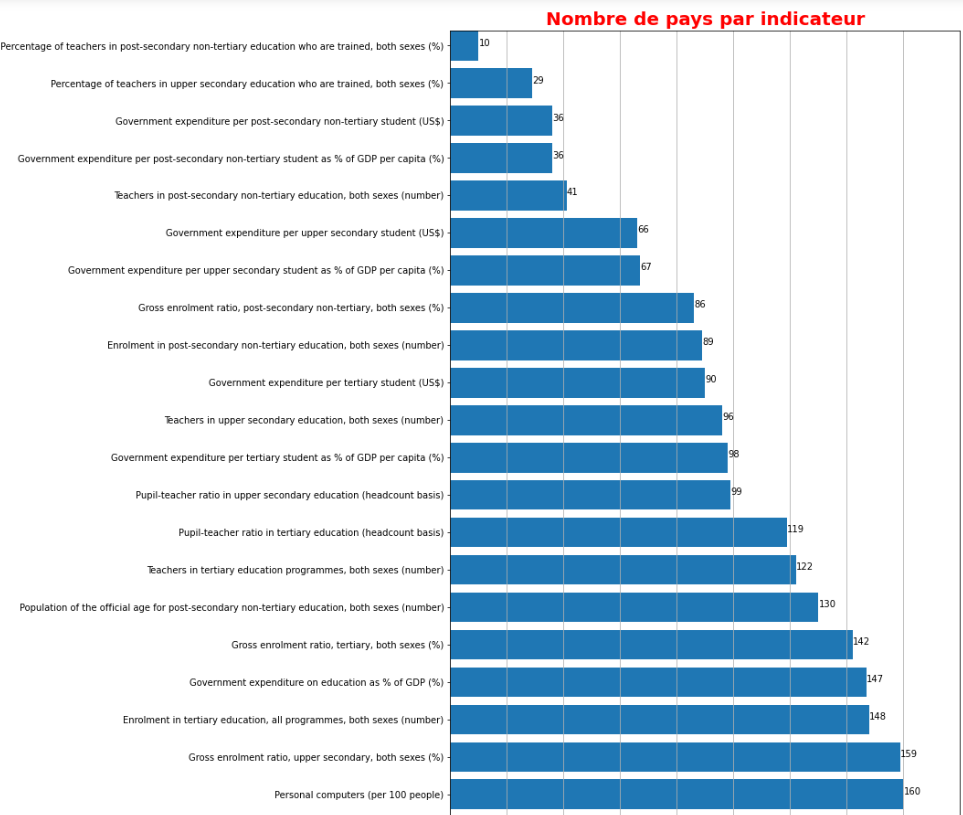 Nombre de pays par indicateur
Percentage of teachers in post-secondary non-tertiary education who are trained, both sexes (%) 10
Percentage of teachers in upper secondary education who are trained, both sexes (%) 29
Government expenditure per post-secondary non-tertiary student (US$) 36
Government expenditure per post-secondary non-tertiary student as % of GDP per capita (%) 36
Teachers in post-secondary non-tertiary education, both sexes (number) 41
Government expenditure per upper secondary student (US$) 66
Government expenditure per upper secondary student as % of GDP per capita (%) 67
Gross enrolment ratio, post-secondary non-tertiary, both sexes (%) 86
Enrolment in post-secondary non-tertiary education, both sexes (number) 89
Government expenditure per tertiary student (US$) 90
Teachers in upper secondary education, both sexes (number) 96
Government expenditure per tertiary student as % of GDP per capita (%) 98
Pupil-teacher ratio in upper secondary education (headcount basis) 99
Pupil-teacher ratio in tertiary education (headcount basis) 119
Teachers in tertiary education programmes, both sexes (number) 122
Population of the official age for post-secondary non-tertiary education, both sexes (number) 130
Gross enrolment ratio, tertiary, both sexes (%) 142
Government expenditure on education as % of GDP (%) 147
Enrolment in tertiary education, all programmes, both sexes (number) 148
Gross enrolment ratio, upper secondary, both sexes (%) 159
Personal computers (per 100 people) 160